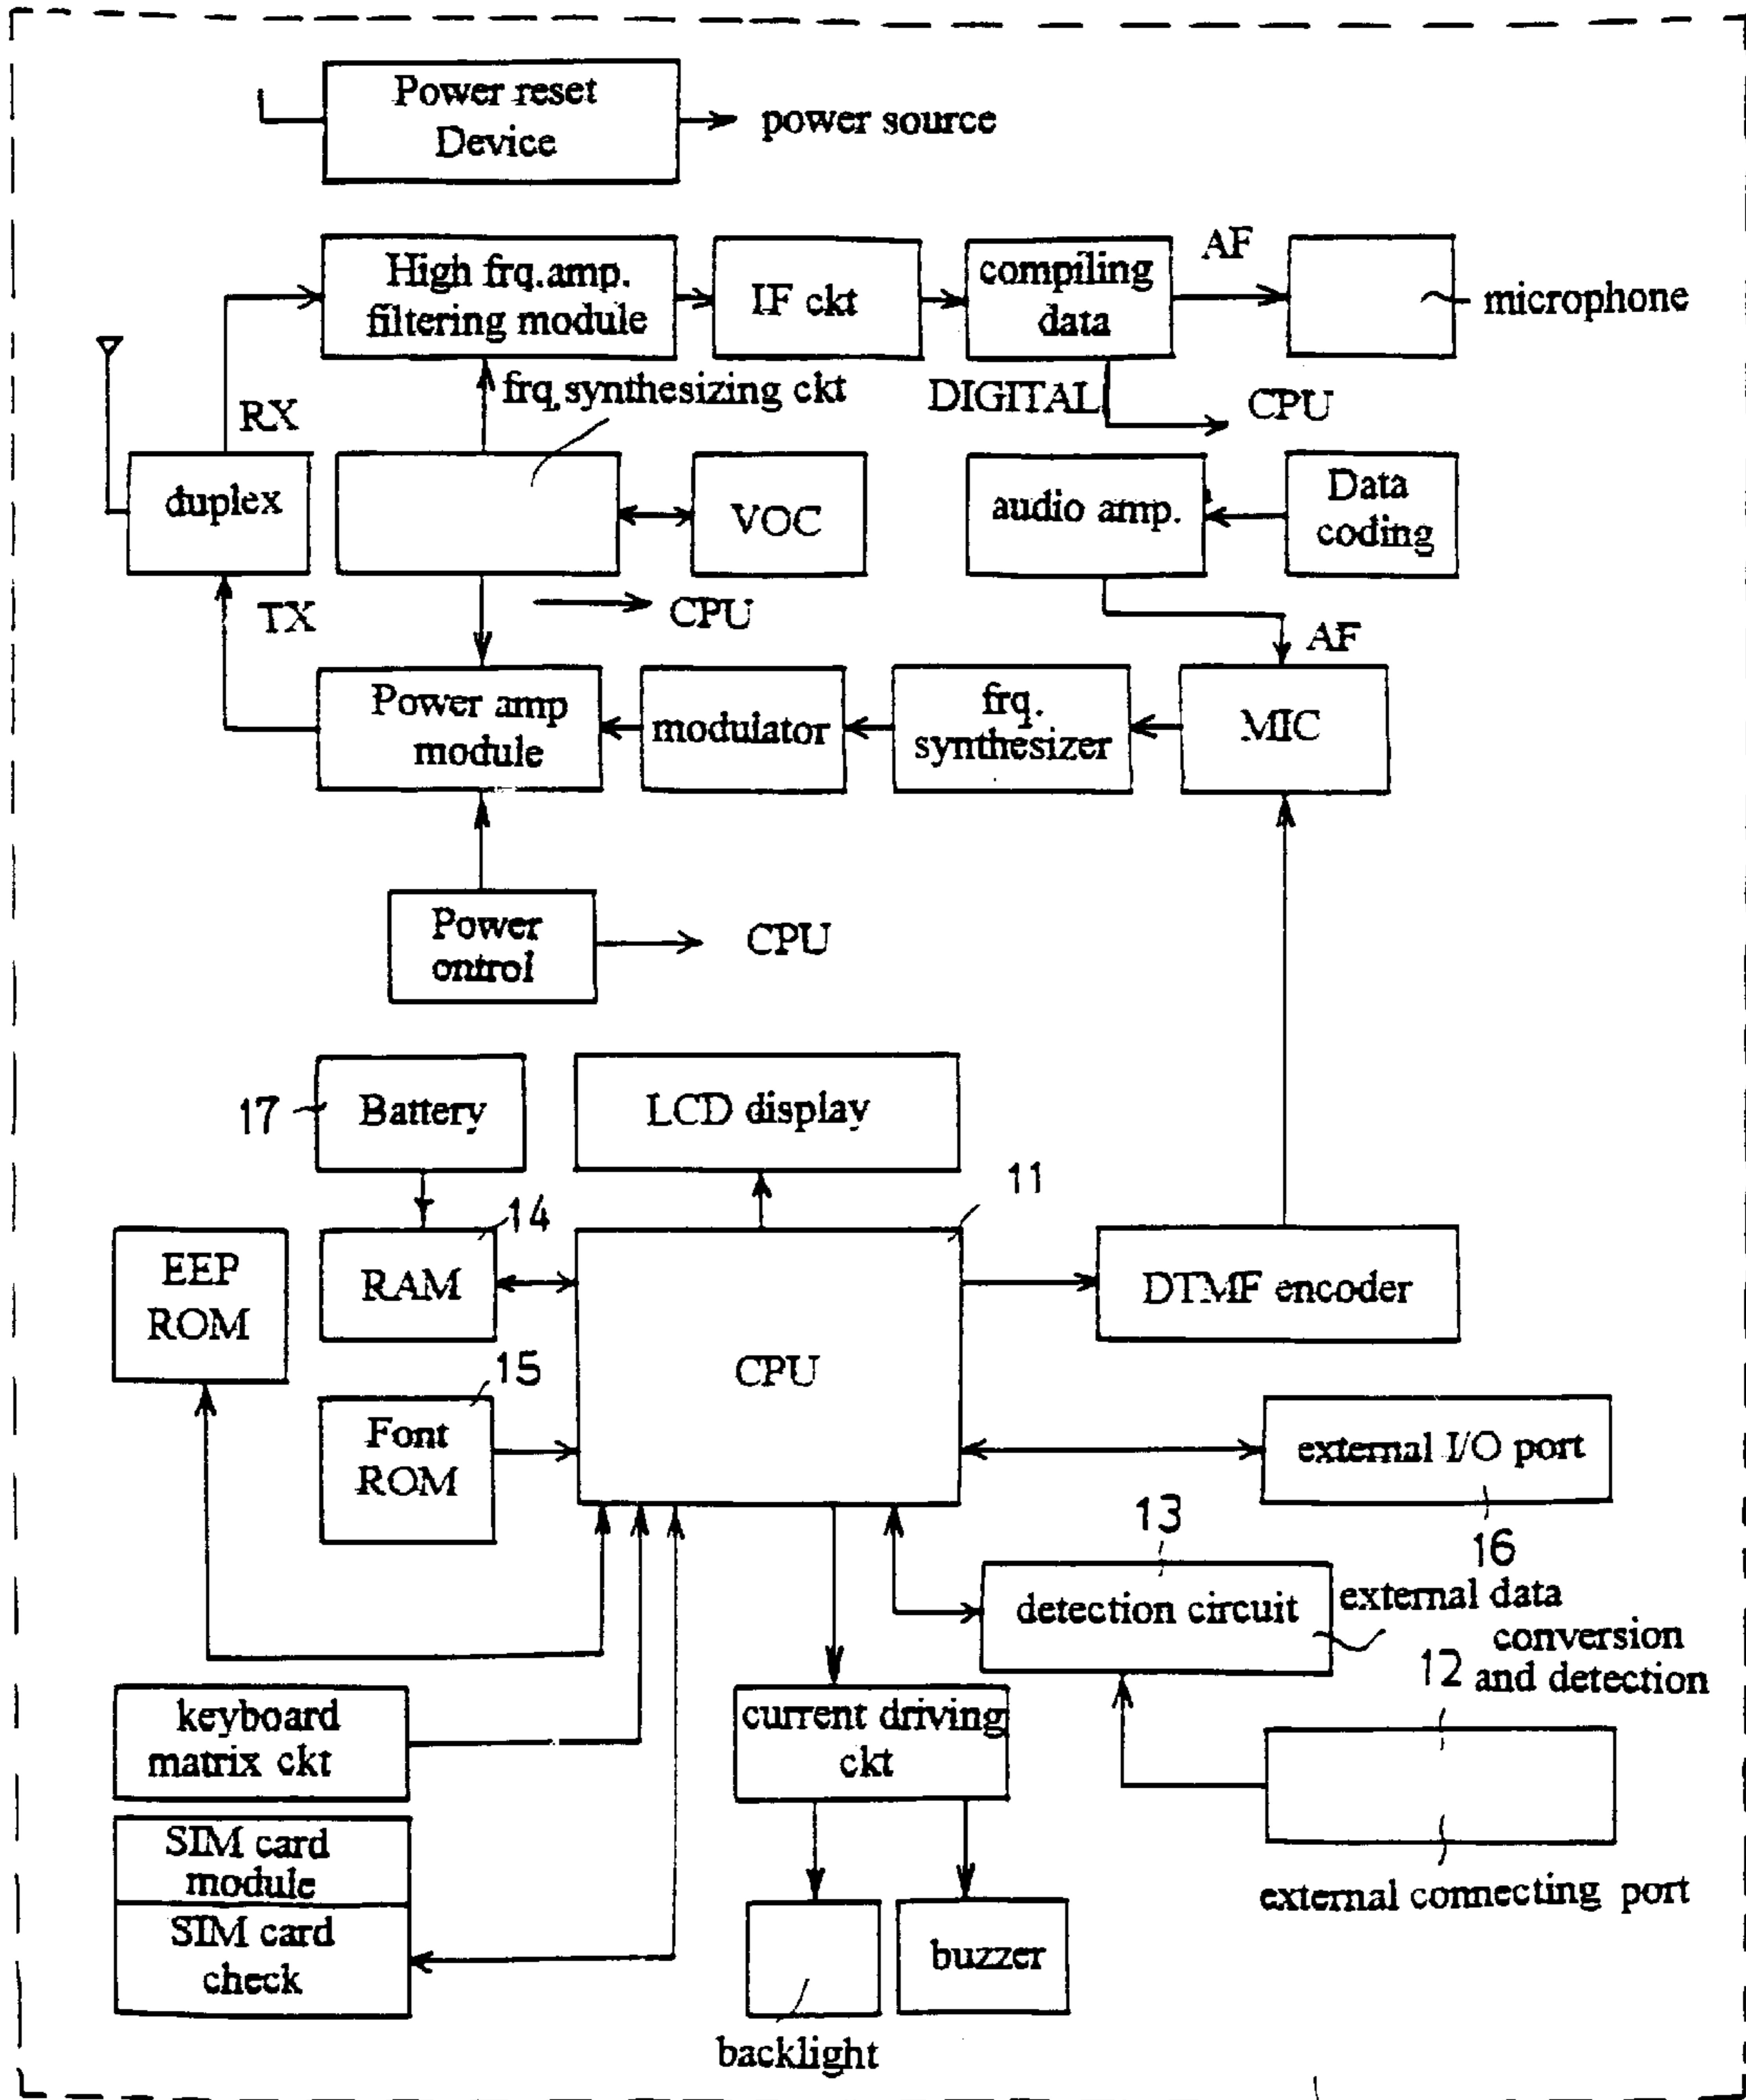 Power reset
Device
power source
High frq.amp.
filtering module
IF ckt
compiling
data
AF
microphone
frq.synthesizing ckt
DIGITAL
CPU
RX
duplex
VOC
audio amp.
Data
coding
TX
CPU
AF
Power amp
module
modulator
frq.
synthesizer
MIC
Power
ontrol
CPU
17
Battery
LCD display
11
14
EEP
ROM
RAM
CPU
DTMF encoder
15
Font
ROM
external I/O port
16
13
detection circuit
external data
conversion
and detection
12
keyboard
matrix ckt
current driving
ckt
SIM card
module
SIM card
check
external connecting port
buzzer
backlight